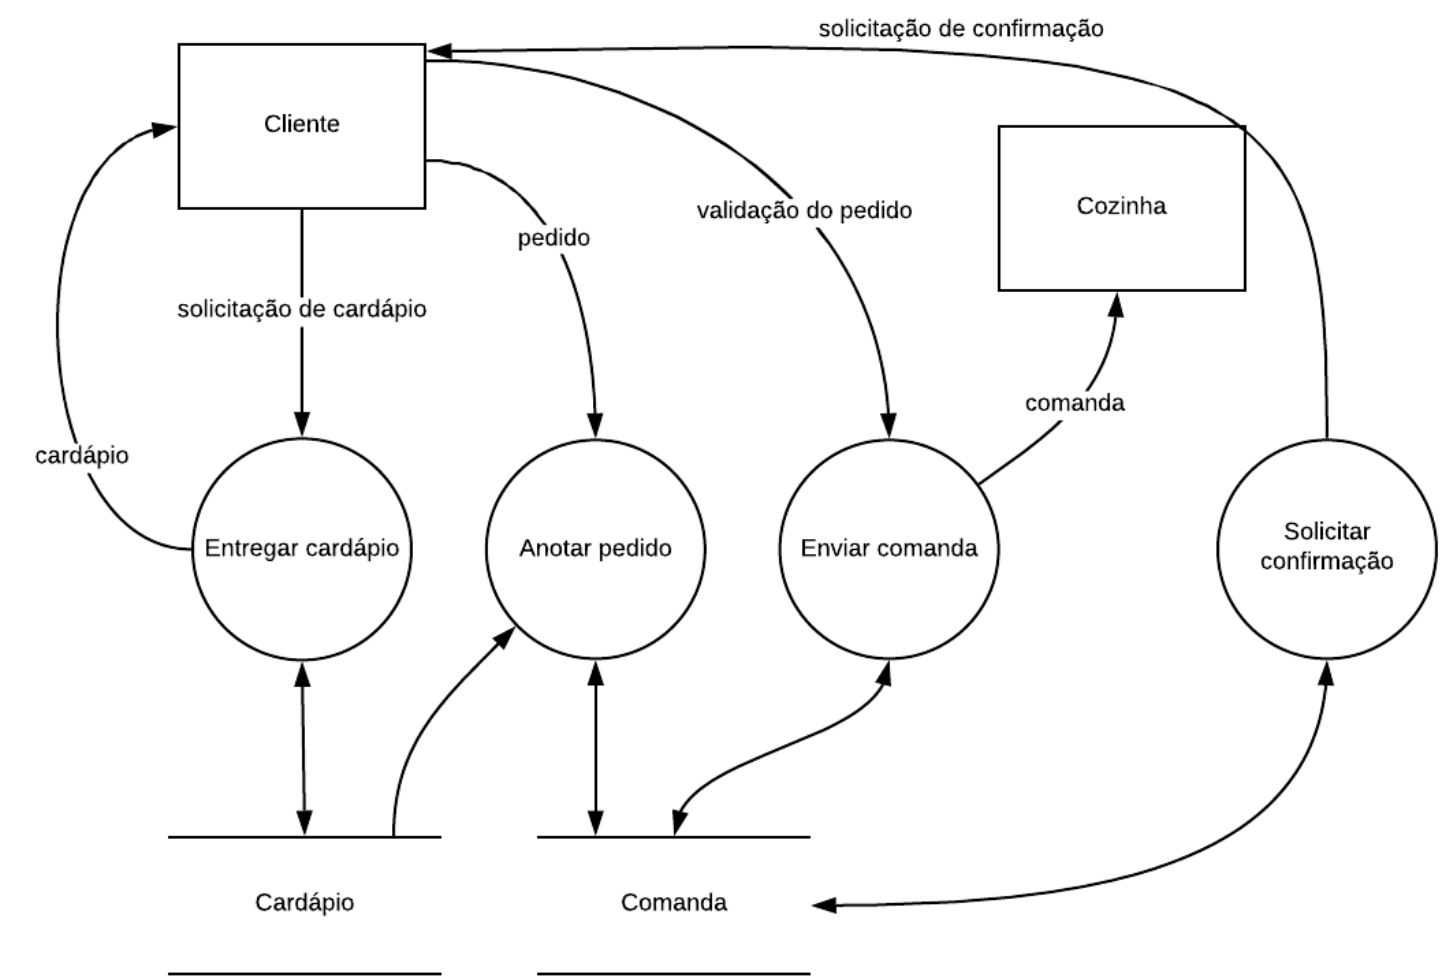 solicitação de confirmação
Cliente
Cozinha
validação do pedido
pedido
solicitação de cardápio
comanda
cardápio
Entregar cardápio
Anotar pedido
Enviar comanda
Solicitar
confirmação
Cardápio
Comanda